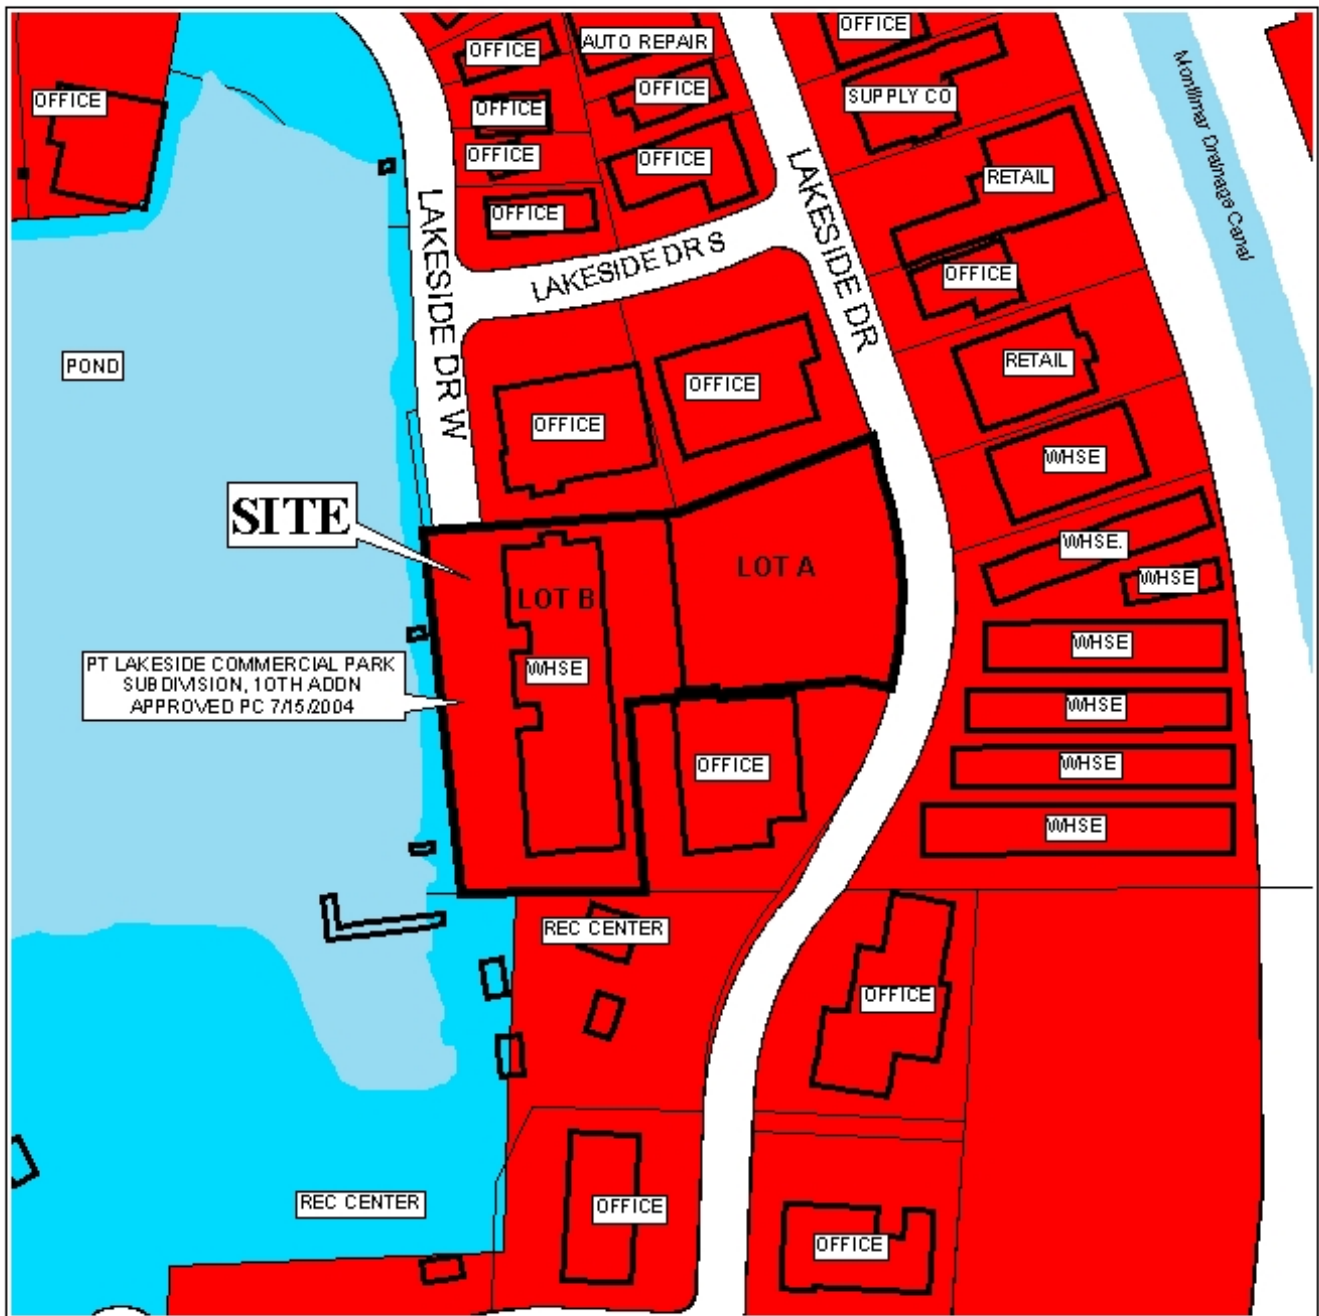 OFFICE
AUTO REPAIR
OFFICE
OFFICE
OFFICE
OFFICE
SUPPLY CO
OFFICE
OFFICE
OFFICE
RETAIL
OFFICE
Montlimar Drainage Canal
LAKESIDE DR W
LAKESIDE DR S
LAKESIDE DR
OFFICE
POND
OFFICE
RETAIL
OFFICE
WHSE
SITE
WHSE.
LOT A
WHSE
LOT B
WHSE
WHSE
PT LAKESIDE COMMERCIAL PARK
SUBDIVISION, 10TH ADDN
APPROVED PC 7/15/2004
WHSE
OFFICE
WHSE
WHSE
REC CENTER
OFFICE
REC CENTER
OFFICE
OFFICE